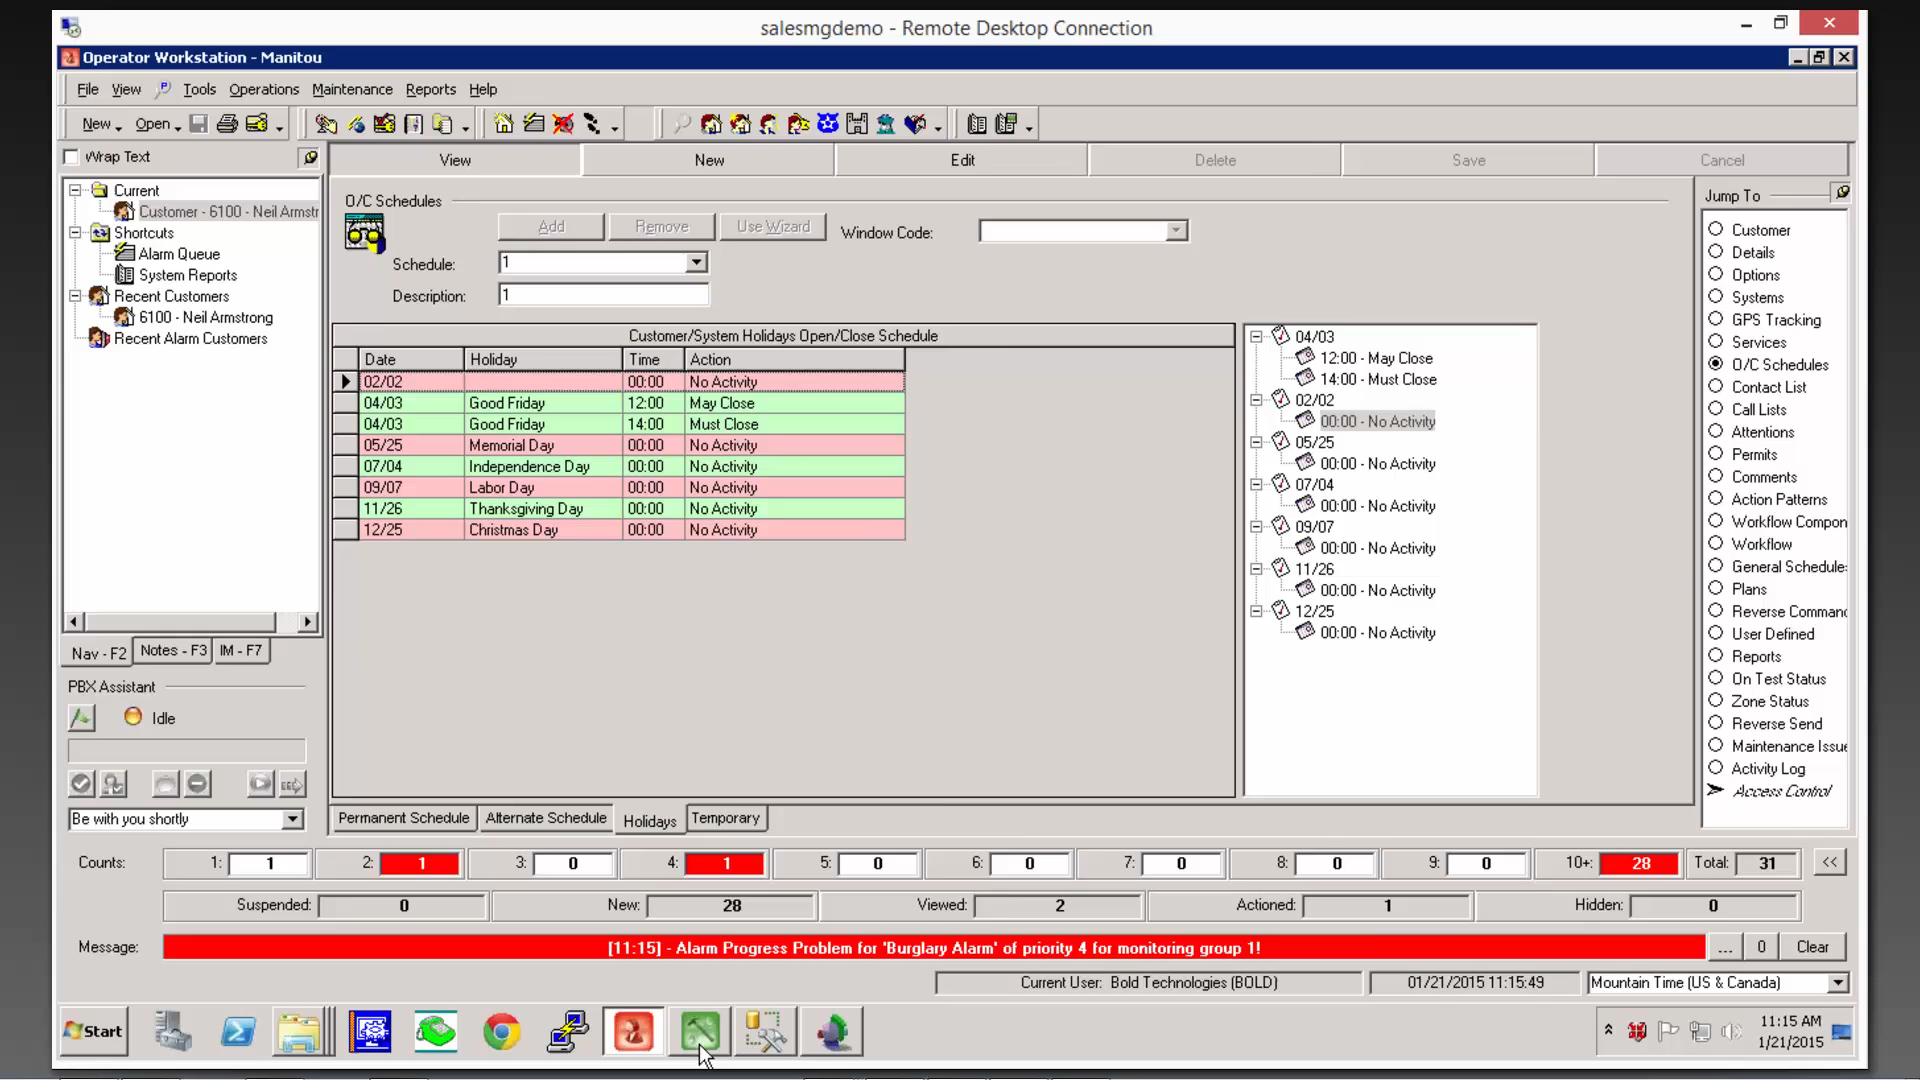 salesmgdemo - Remote Desktop Connection
Operator Workstation - Manitou
File View Tools Operations Maintenance Reports Help
New Open
Wrap Text
View New Edit Delete Save Cancel
Current
Customer - 6100 - Neil Armstr
Shortcuts
Alarm Queue
System Reports
Recent Customers
6100 - Neil Armstrong
Recent Alarm Customers
Nav - F2 Notes - F3 IM - F7
PBX Assistant
Idle
Be with you shortly
O/C Schedules
Add Remove Use Wizard Window Code:
Schedule: 1
Description: 1
Customer/System Holidays Open/Close Schedule
Date Holiday Time Action
02/02 00:00 No Activity
04/03 Good Friday 12:00 May Close
04/03 Good Friday 14:00 Must Close
05/25 Memorial Day 00:00 No Activity
07/04 Independence Day 00:00 No Activity
09/07 Labor Day 00:00 No Activity
11/26 Thanksgiving Day 00:00 No Activity
12/25 Christmas Day 00:00 No Activity
04/03
12:00 - May Close
14:00 - Must Close
02/02
00:00 - No Activity
05/25
00:00 - No Activity
07/04
00:00 - No Activity
09/07
00:00 - No Activity
11/26
00:00 - No Activity
12/25
00:00 - No Activity
Permanent Schedule Alternate Schedule Holidays Temporary
Jump To
Customer
Details
Options
Systems
GPS Tracking
Services
O/C Schedules
Contact List
Call Lists
Attentions
Permits
Comments
Action Patterns
Workflow Compon
Workflow
General Schedule
Plans
Reverse Comman
User Defined
Reports
On Test Status
Zone Status
Reverse Send
Maintenance Issu
Activity Log
Access Control
Counts: 1: 1 2: 1 3: 0 4: 1 5: 0 6: 0 7: 0 8: 0 9: 0 10+: 28 Total: 31 <<
Suspended: 0 New: 28 Viewed: 2 Actioned: 1 Hidden: 0
Message: [11:15] - Alarm Progress Problem for 'Burglary Alarm' of priority 4 for monitoring group 1! ... 0 Clear
Current User: Bold Technologies (BOLD) 01/21/2015 11:15:49 Mountain Time (US & Canada)
Start
11:15 AM
1/21/2015